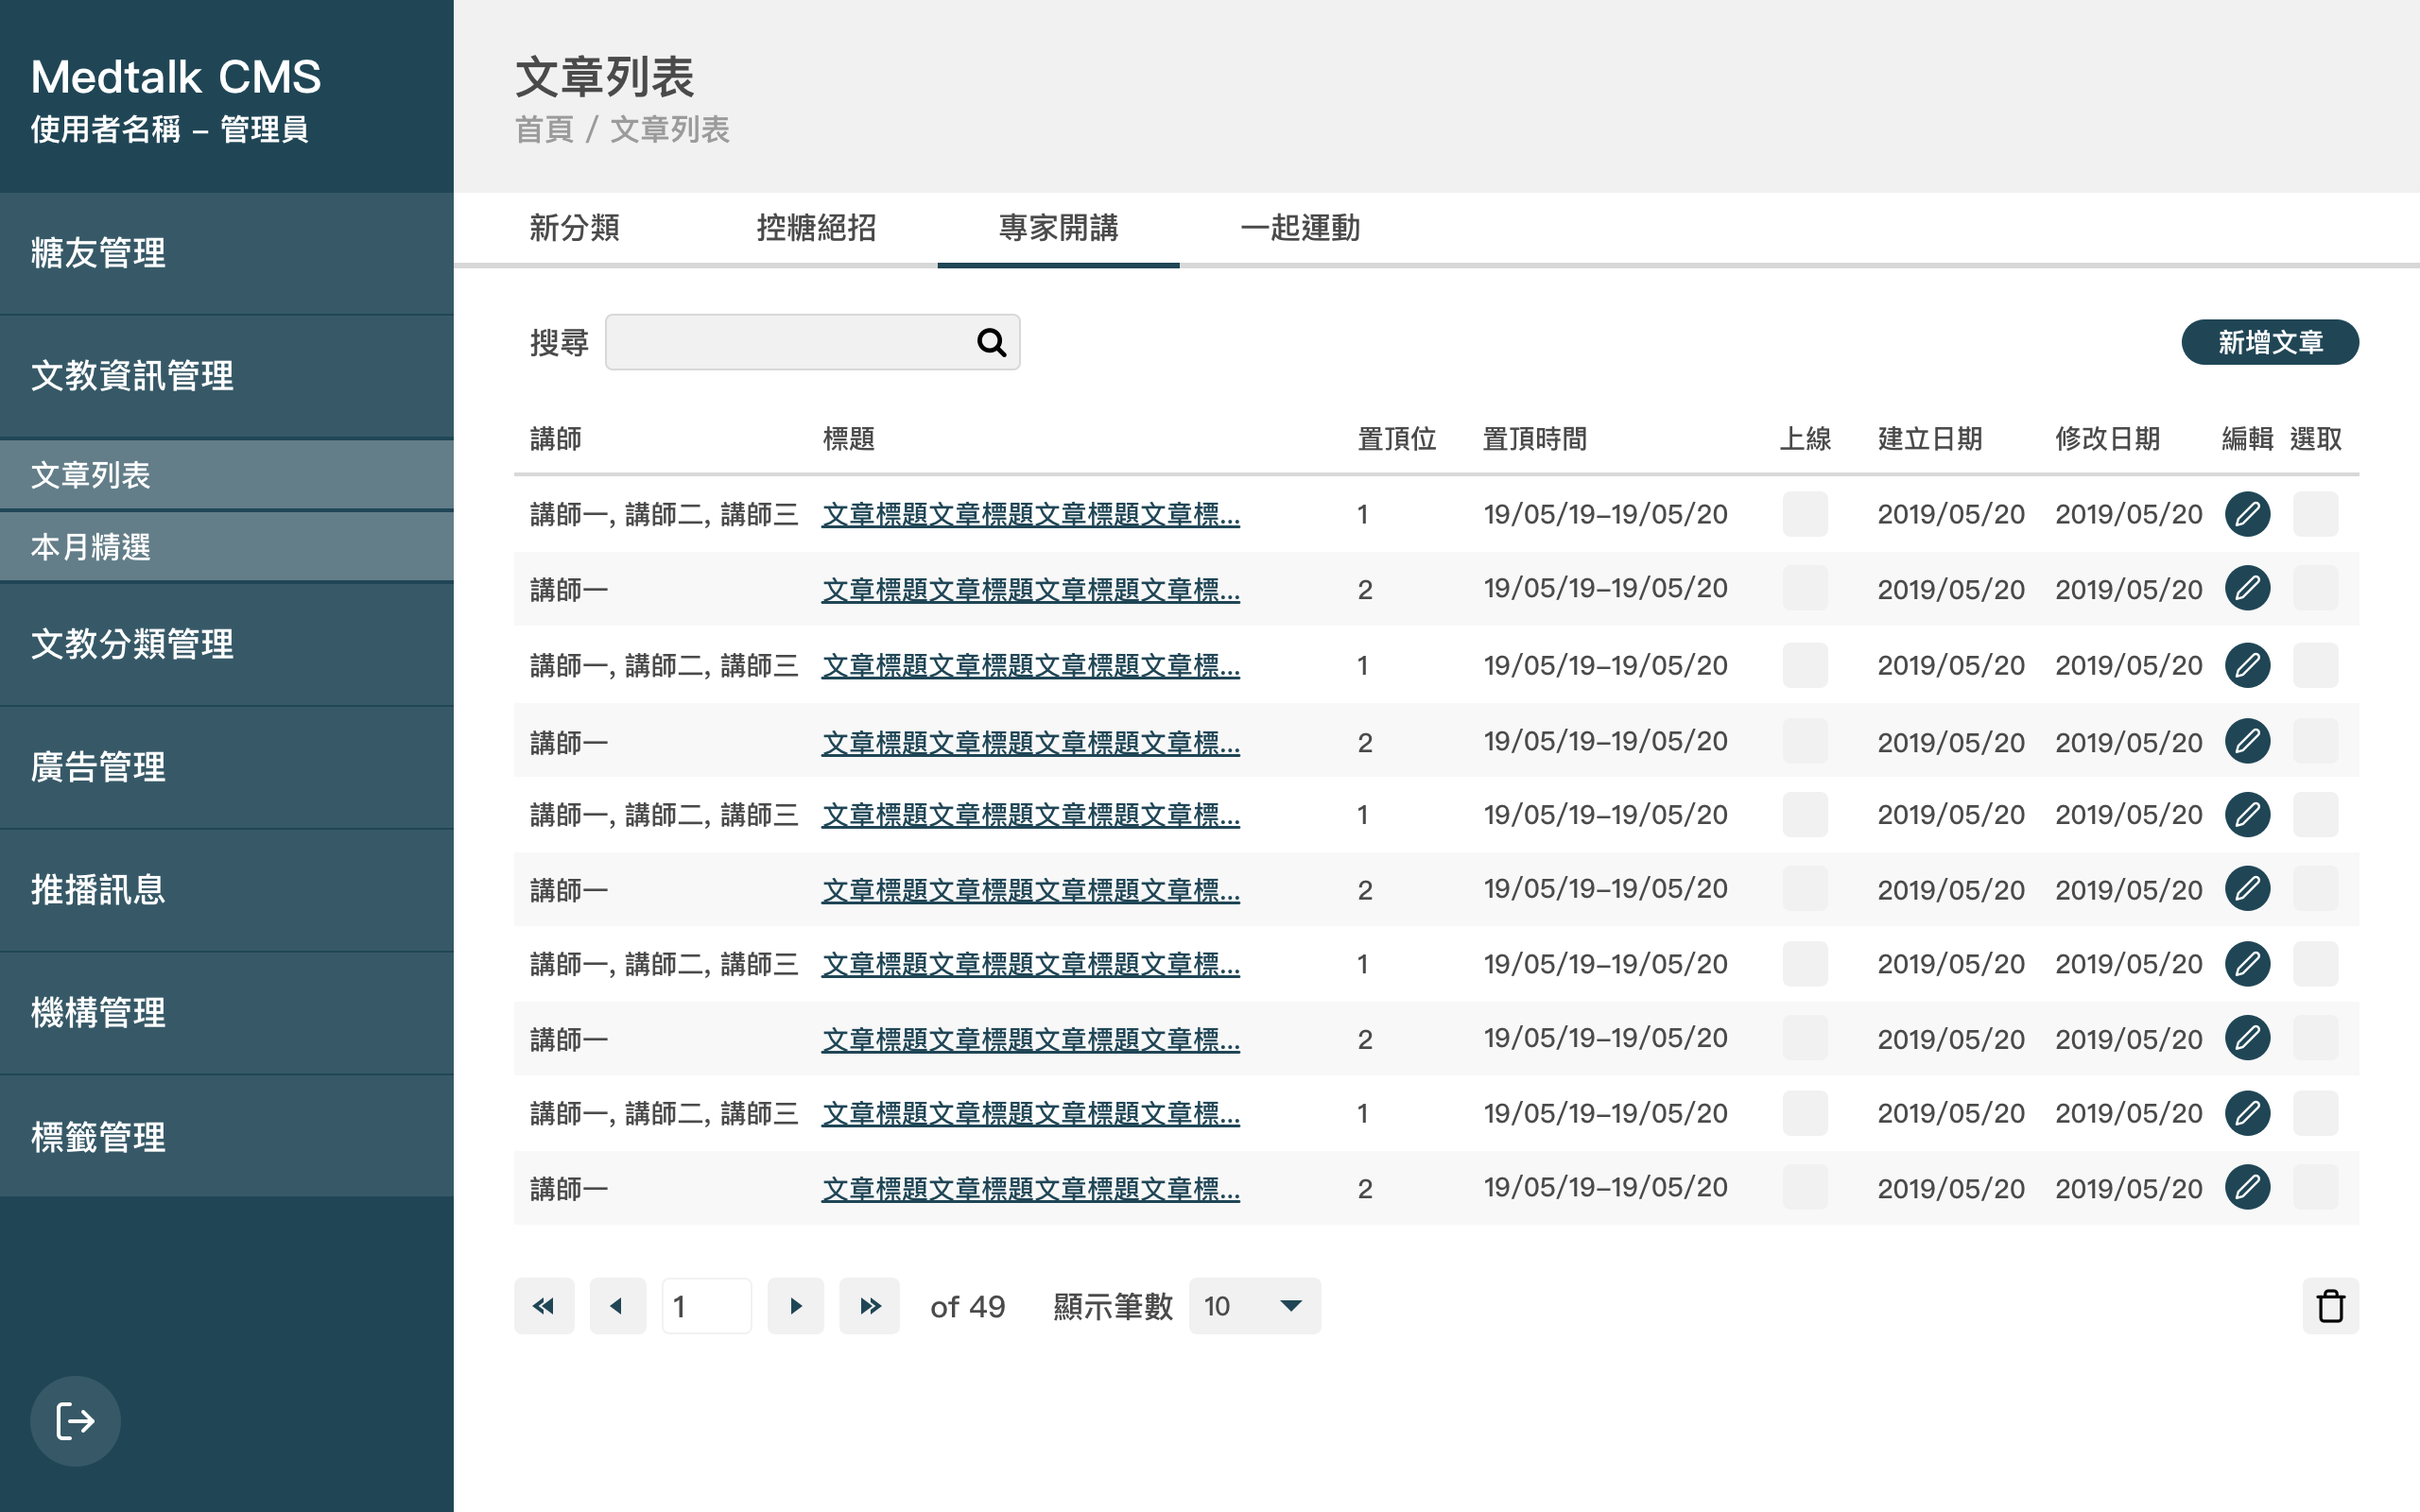 Medtalk CMS
使用者名稱 – 管理員
糖友管理
文教資訊管理
文章列表
本月精選
文教分類管理
廣告管理
推播訊息
機構管理
標籤管理
文章列表
首頁 / 文章列表
新分類 控糖絕招 專家開講 一起運動
搜尋 新增文章
講師 標題 置頂位 置頂時間 上線 建立日期 修改日期 編輯 選取
講師一, 講師二, 講師三 文章標題文章標題文章標題文章標... 1 19/05/19–19/05/20 2019/05/20 2019/05/20
講師一 文章標題文章標題文章標題文章標... 2 19/05/19–19/05/20 2019/05/20 2019/05/20
講師一, 講師二, 講師三 文章標題文章標題文章標題文章標... 1 19/05/19–19/05/20 2019/05/20 2019/05/20
講師一 文章標題文章標題文章標題文章標... 2 19/05/19–19/05/20 2019/05/20 2019/05/20
講師一, 講師二, 講師三 文章標題文章標題文章標題文章標... 1 19/05/19–19/05/20 2019/05/20 2019/05/20
講師一 文章標題文章標題文章標題文章標... 2 19/05/19–19/05/20 2019/05/20 2019/05/20
講師一, 講師二, 講師三 文章標題文章標題文章標題文章標... 1 19/05/19–19/05/20 2019/05/20 2019/05/20
講師一 文章標題文章標題文章標題文章標... 2 19/05/19–19/05/20 2019/05/20 2019/05/20
講師一, 講師二, 講師三 文章標題文章標題文章標題文章標... 1 19/05/19–19/05/20 2019/05/20 2019/05/20
講師一 文章標題文章標題文章標題文章標... 2 19/05/19–19/05/20 2019/05/20 2019/05/20
1 of 49 顯示筆數 10